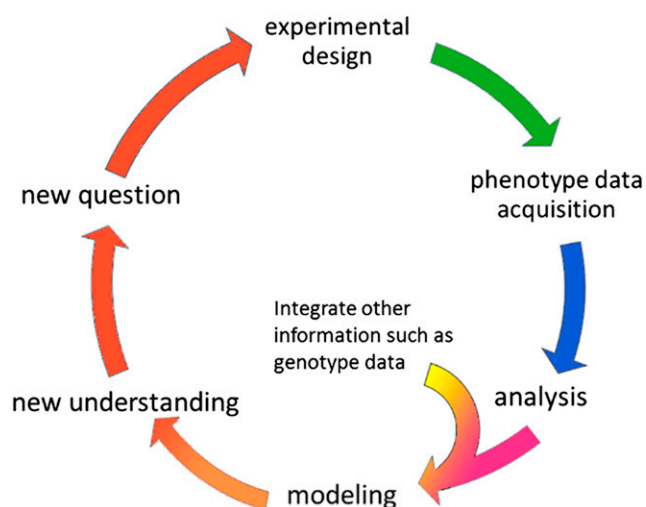 experimental
design
phenotype data
acquisition
new question
Integrate other
information such as
genotype data
new understanding
analysis
modeling